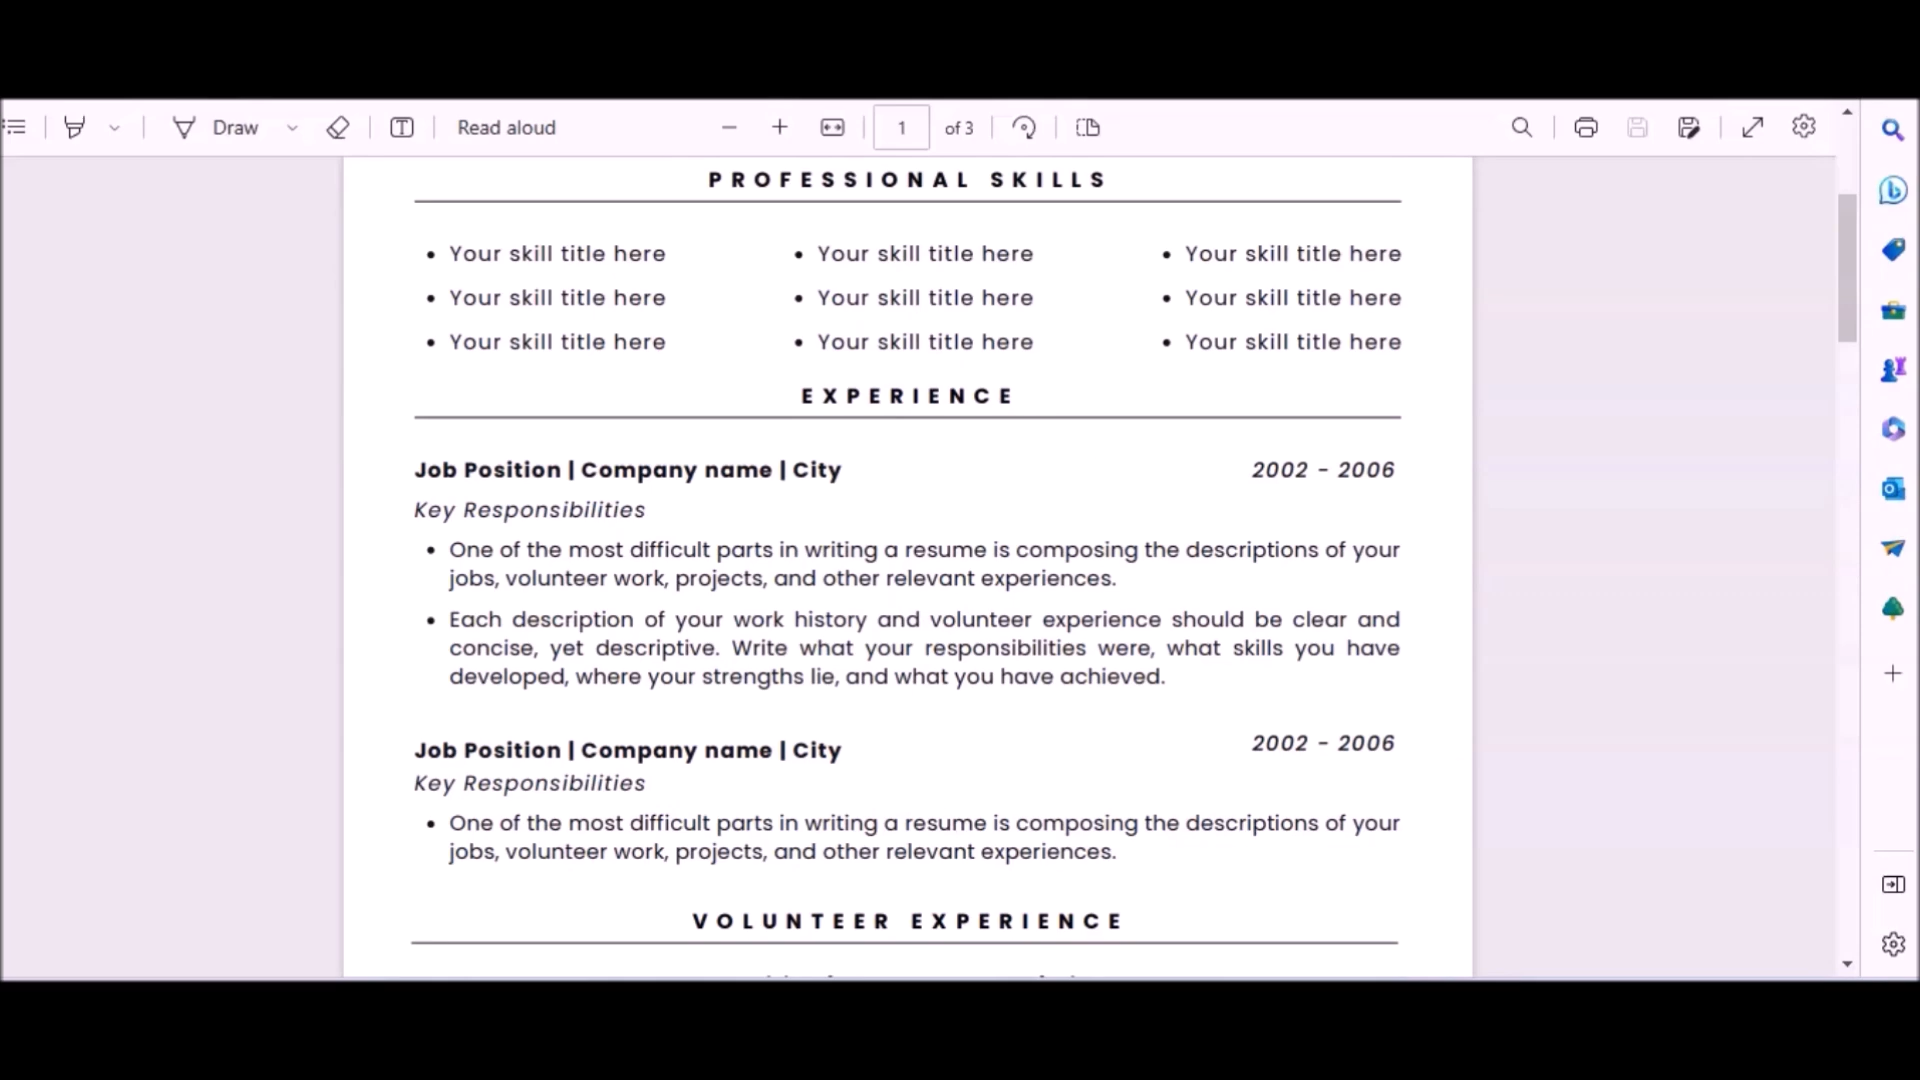 Draw
Read aloud
1 of 3
PROFESSIONAL SKILLS
Your skill title here
Your skill title here
Your skill title here
Your skill title here
Your skill title here
Your skill title here
Your skill title here
Your skill title here
Your skill title here
EXPERIENCE
Job Position | Company name | City 2002 - 2006
Key Responsibilities
One of the most difficult parts in writing a resume is composing the descriptions of your
jobs, volunteer work, projects, and other relevant experiences.
Each description of your work history and volunteer experience should be clear and
concise, yet descriptive. Write what your responsibilities were, what skills you have
developed, where your strengths lie, and what you have achieved.
Job Position | Company name | City 2002 - 2006
Key Responsibilities
One of the most difficult parts in writing a resume is composing the descriptions of your
jobs, volunteer work, projects, and other relevant experiences.
VOLUNTEER EXPERIENCE